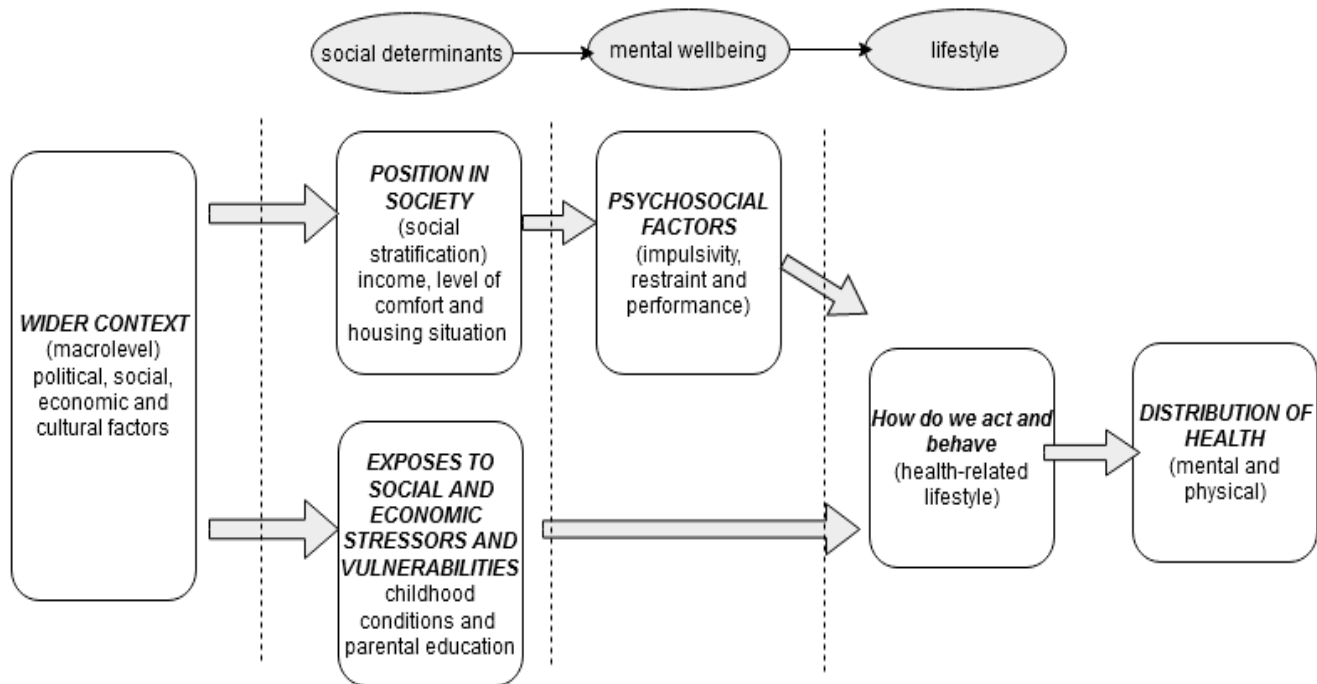 social determinants
mental wellbeing
lifestyle
WIDER CONTEXT
(macrolevel)
political, social,
economic and
cultural factors
POSITION IN
SOCIETY
(social
stratification)
income, level of
comfort and
housing situation
EXPOSES TO
SOCIAL AND
ECONOMIC
STRESSORS AND
VULNERABILITIES
childhood
conditions and
parental education
PSYCHOSOCIAL
FACTORS
(impulsivity,
restraint and
performance)
How do we act and
behave
(health-related
lifestyle)
DISTRIBUTION OF
HEALTH
(mental and
physical)